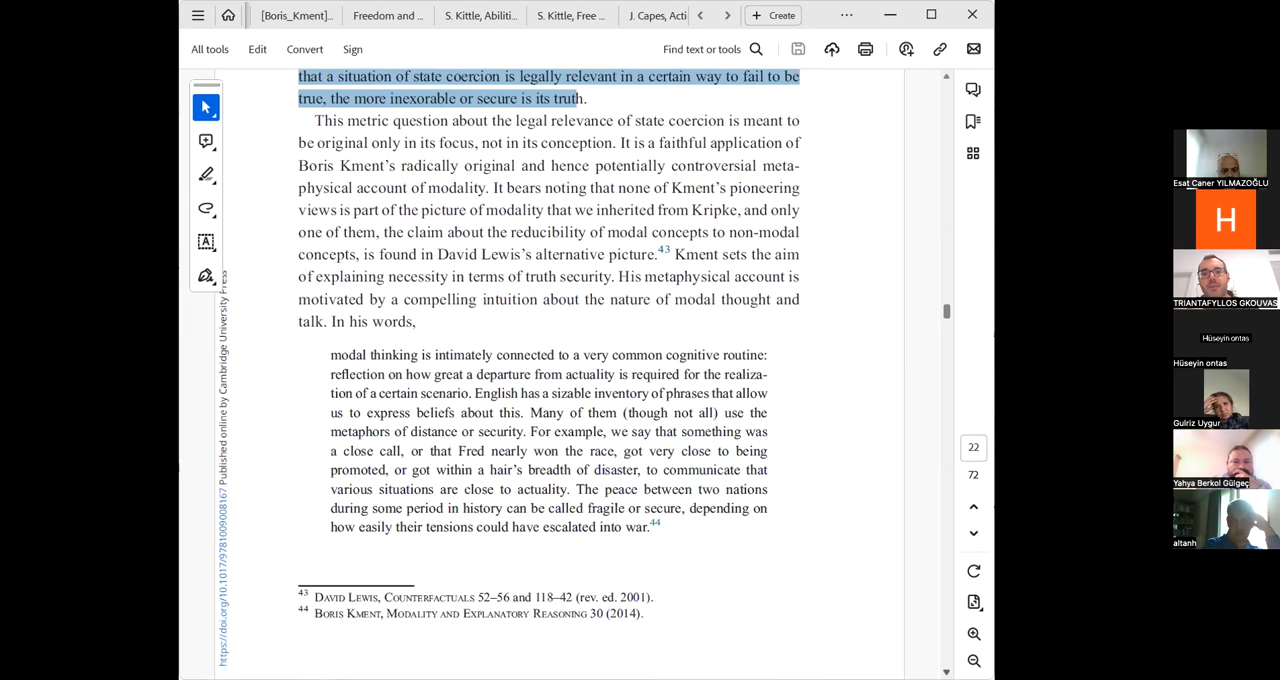 [Boris_Kment]...
Freedom and ...
S. Kittle, Abiliti...
S. Kittle, Free ...
J. Capes, Acti
+ Create
All tools
Edit
Convert
Sign
Find text or tools
that a situation of state coercion is legally relevant in a certain way to fail to be
true, the more inexorable or secure is its truth.
This metric question about the legal relevance of state coercion is meant to
be original only in its focus, not in its conception. It is a faithful application of
Boris Kment's radically original and hence potentially controversial meta-
physical account of modality. It bears noting that none of Kment's pioneering
views is part of the picture of modality that we inherited from Kripke, and only
one of them, the claim about the reducibility of modal concepts to non-modal
concepts, is found in David Lewis's alternative picture.43 Kment sets the aim
of explaining necessity in terms of truth security. His metaphysical account is
motivated by a compelling intuition about the nature of modal thought and
talk. In his words,
modal thinking is intimately connected to a very common cognitive routine:
reflection on how great a departure from actuality is required for the realiza-
tion of a certain scenario. English has a sizable inventory of phrases that allow
us to express beliefs about this. Many of them (though not all) use the
metaphors of distance or security. For example, we say that something was
a close call, or that Fred nearly won the race, got very close to being
promoted, or got within a hair's breadth of disaster, to communicate that
various situations are close to actuality. The peace between two nations
during some period in history can be called fragile or secure, depending on
how easily their tensions could have escalated into war.44
43 DAVID LEWIS, COUNTERFACTUALS 52–56 and 118–42 (rev. ed. 2001).
44 BORIS KMENT, MODALITY AND EXPLANATORY REASONING 30 (2014).
https://doi.org/10.1017/9781009008167 Published online by Cambridge University Press
22
72
Esat Caner YILMAZOĞLU
H
TRIANTAFYLLOS GKOUVAS
Hüseyin ontas
Hüseyin ontas
Gulriz Uygur
Yahya Berkol Gülgeç
altanh